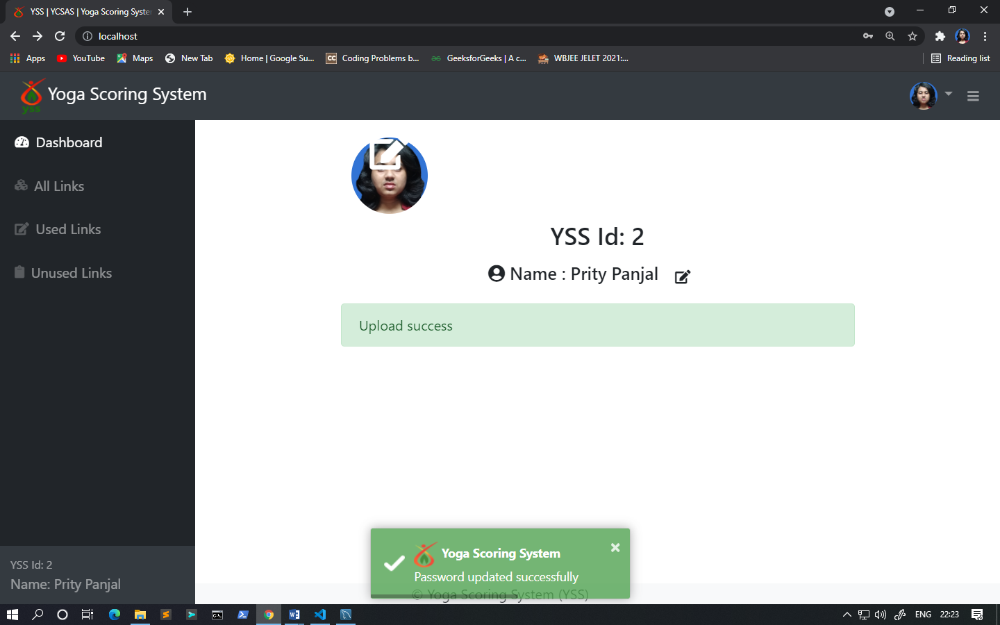 YSS | YCSAS | Yoga Scoring Syste
localhost
Apps
YouTube
Maps
New Tab
Home | Google Su...
CC
Coding Problems b...
GeeksforGeeks | A c...
WBJEE JELET 2021:...
Reading list
yss
Yoga Scoring System
Dashboard
All Links
Used Links
Unused Links
YSS Id: 2
Name : Prity Panjal
Upload success
Yoga Scoring System
Password updated successfully
© Yoga Scoring System (YSS)
YSS Id: 2
Name: Prity Panjal
ENG
22:23